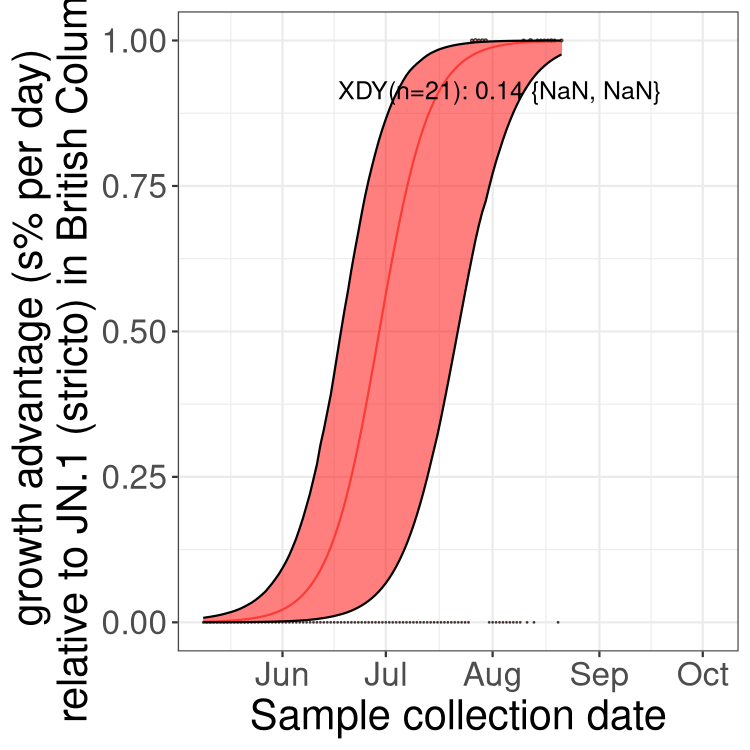 growth advantage (s% per day)
relative to JN.1 (stricto) in British Colum
1.00
0.75
0.50
0.25
0.00
XDY(n=21): 0.14 {NaN, NaN}
Jun Jul Aug Sep Oct
Sample collection date